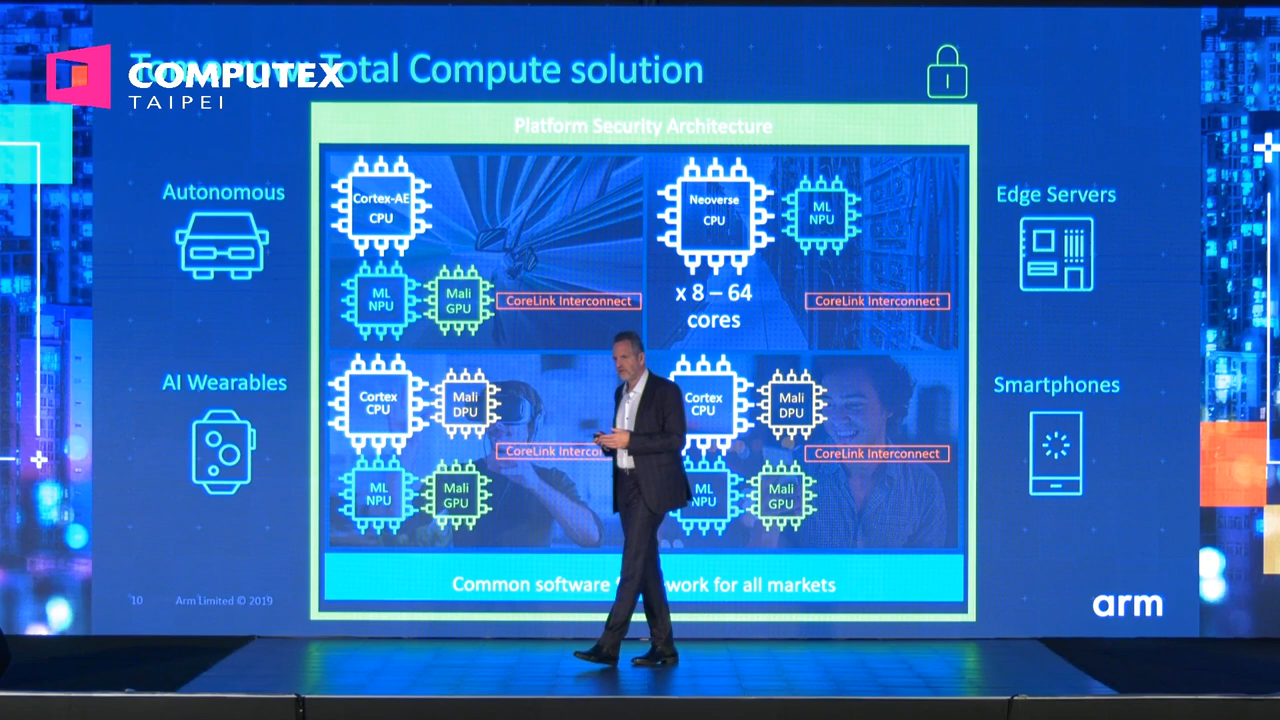 COMPUTEX
TAIPEI
Total Compute solution
Platform Security Architecture
Autonomous
Cortex-AE
CPU
ML
NPU
Mali
GPU
CoreLink Interconnect
Neoverse
CPU
x 8 – 64
cores
ML
NPU
CoreLink Interconnect
Edge Servers
AI Wearables
Cortex
CPU
Mali
DPU
CoreLink
ML
NPU
Mali
GPU
Cortex
CPU
Mali
DPU
CoreLink Interconnect
ML
NPU
Mali
GPU
Smartphones
Common software work for all markets
10 Arm Limited © 2019
arm